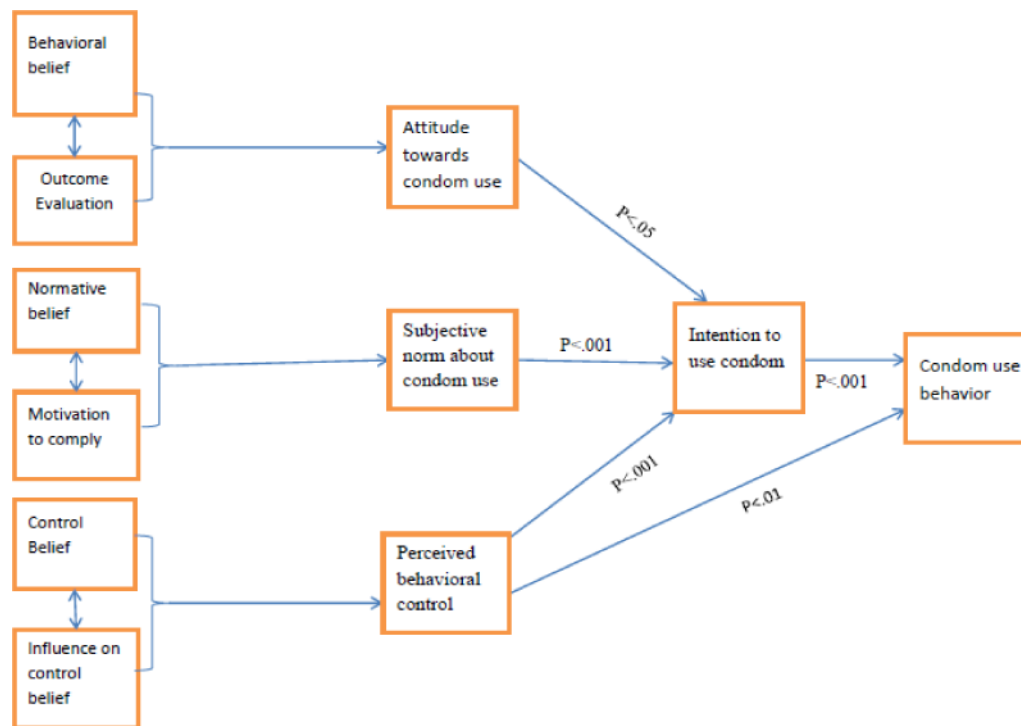 Behavioral
belief
Outcome
Evaluation
Attitude
towards
condom use
P<.05
Normative
belief
Motivation
to comply
Subjective
norm about
condom use
P<.001
Intention to
use condom
P<.001
Condom use
behavior
Control
Belief
Influence on
control
belief
Perceived
behavioral
control
P<.001
P<.01